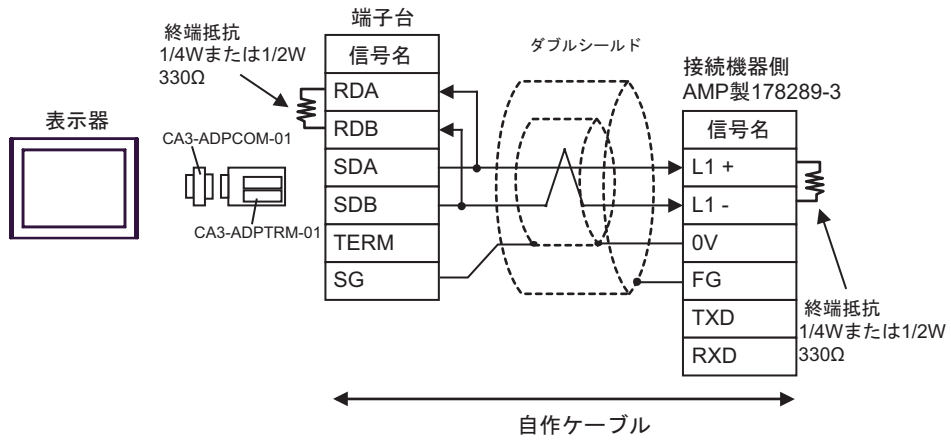 表示器
終端抵抗
1/4Wまたは1/2W
330Ω
CA3-ADPCOM-01
CA3-ADPTRM-01
端子台
信号名
RDA
RDB
SDA
SDB
TERM
SG
ダブルシールド
接続機器側
AMP製178289-3
信号名
L1 +
L1 -
0V
FG
TXD
RXD
終端抵抗
1/4Wまたは1/2W
330Ω
自作ケーブル